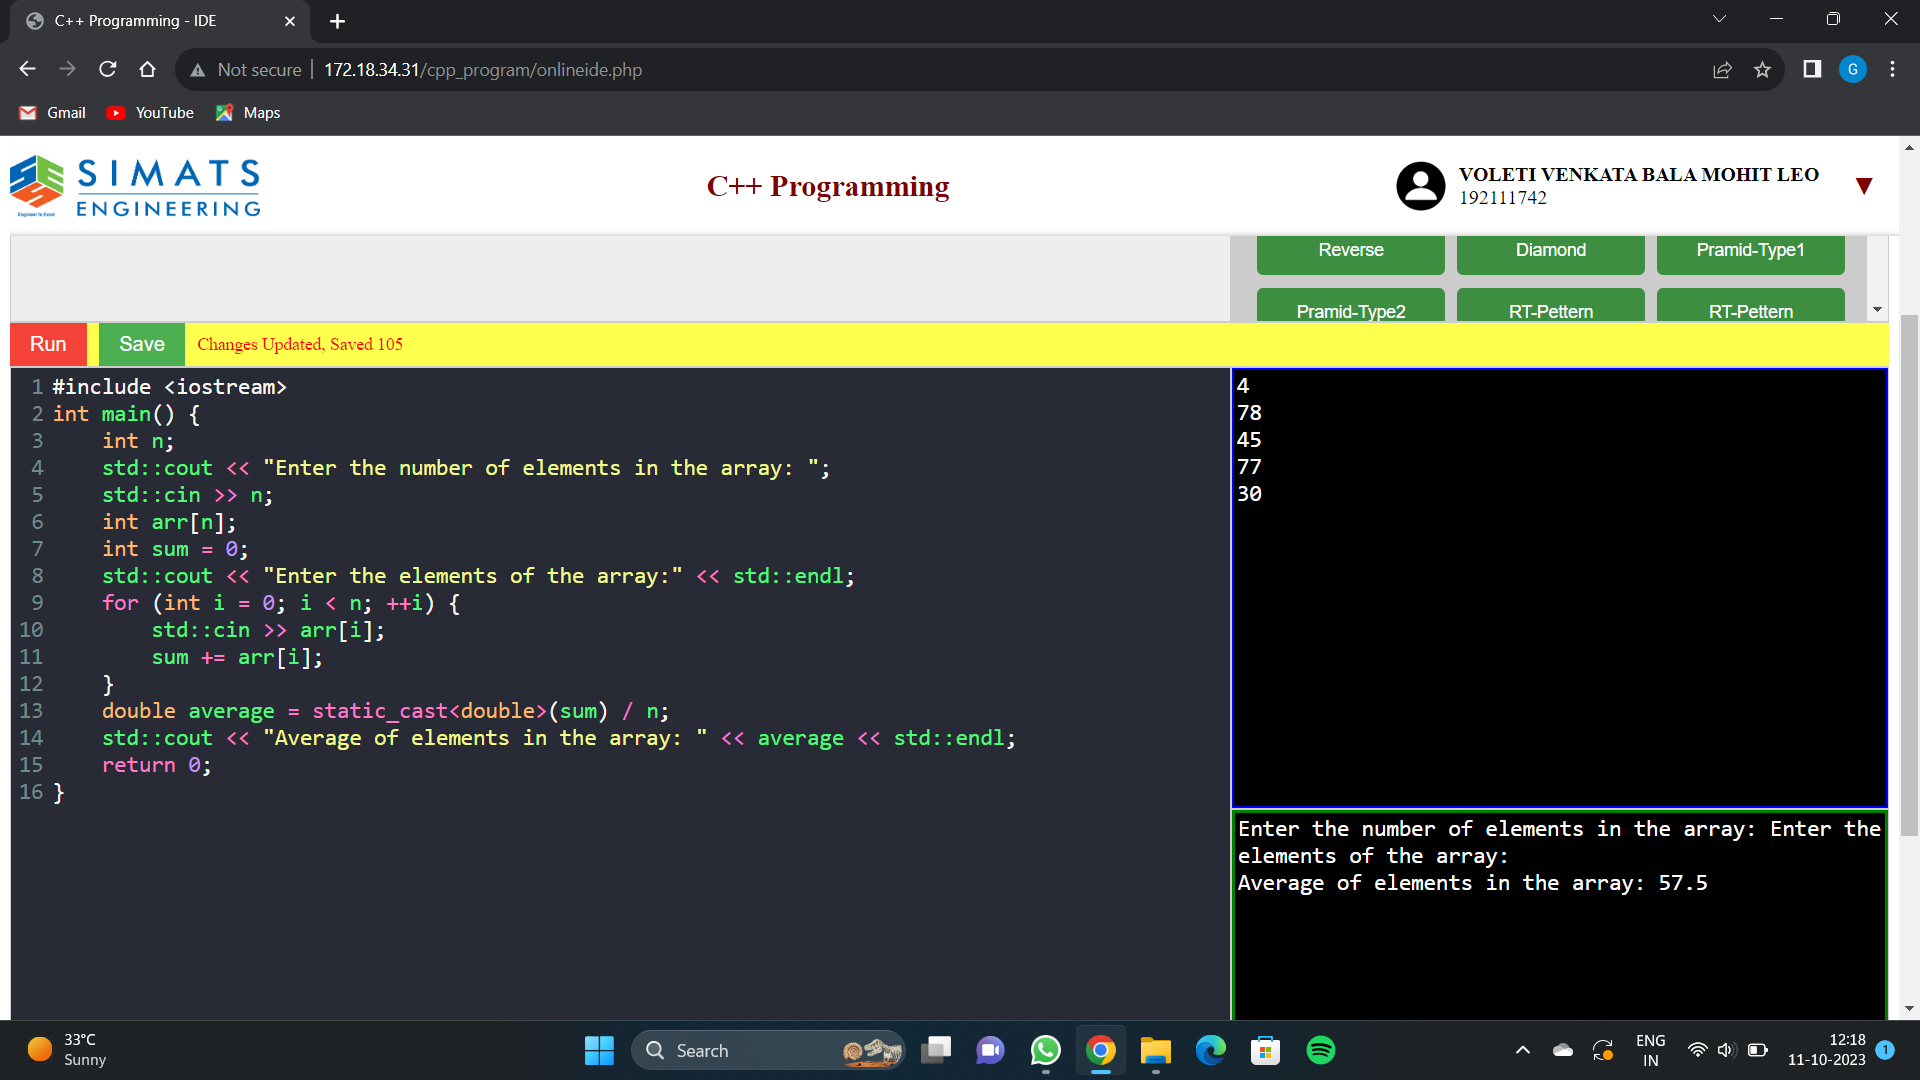 C++ Programming - IDE
Not secure
172.18.34.31/cpp_program/onlineide.php
G
Gmail
YouTube
Maps
SIMATS
ENGINEERING
Engineer to Excel
C++ Programming
VOLETI VENKATA BALA MOHIT LEO
192111742
Reverse
Diamond
Pramid-Type1
Pramid-Type2
RT-Pettern
RT-Pettern
Run
Save
Changes Updated, Saved 105
1 #include <iostream>
2 int main() {
3     int n;
4     std::cout << "Enter the number of elements in the array: ";
5     std::cin >> n;
6     int arr[n];
7     int sum = 0;
8     std::cout << "Enter the elements of the array:" << std::endl;
9     for (int i = 0; i < n; ++i) {
10         std::cin >> arr[i];
11         sum += arr[i];
12     }
13     double average = static_cast<double>(sum) / n;
14     std::cout << "Average of elements in the array: " << average << std::endl;
15     return 0;
16 }
4
78
45
77
30
Enter the number of elements in the array: Enter the
elements of the array:
Average of elements in the array: 57.5
33°C
Sunny
Search
ENG
IN
12:18
11-10-2023
1